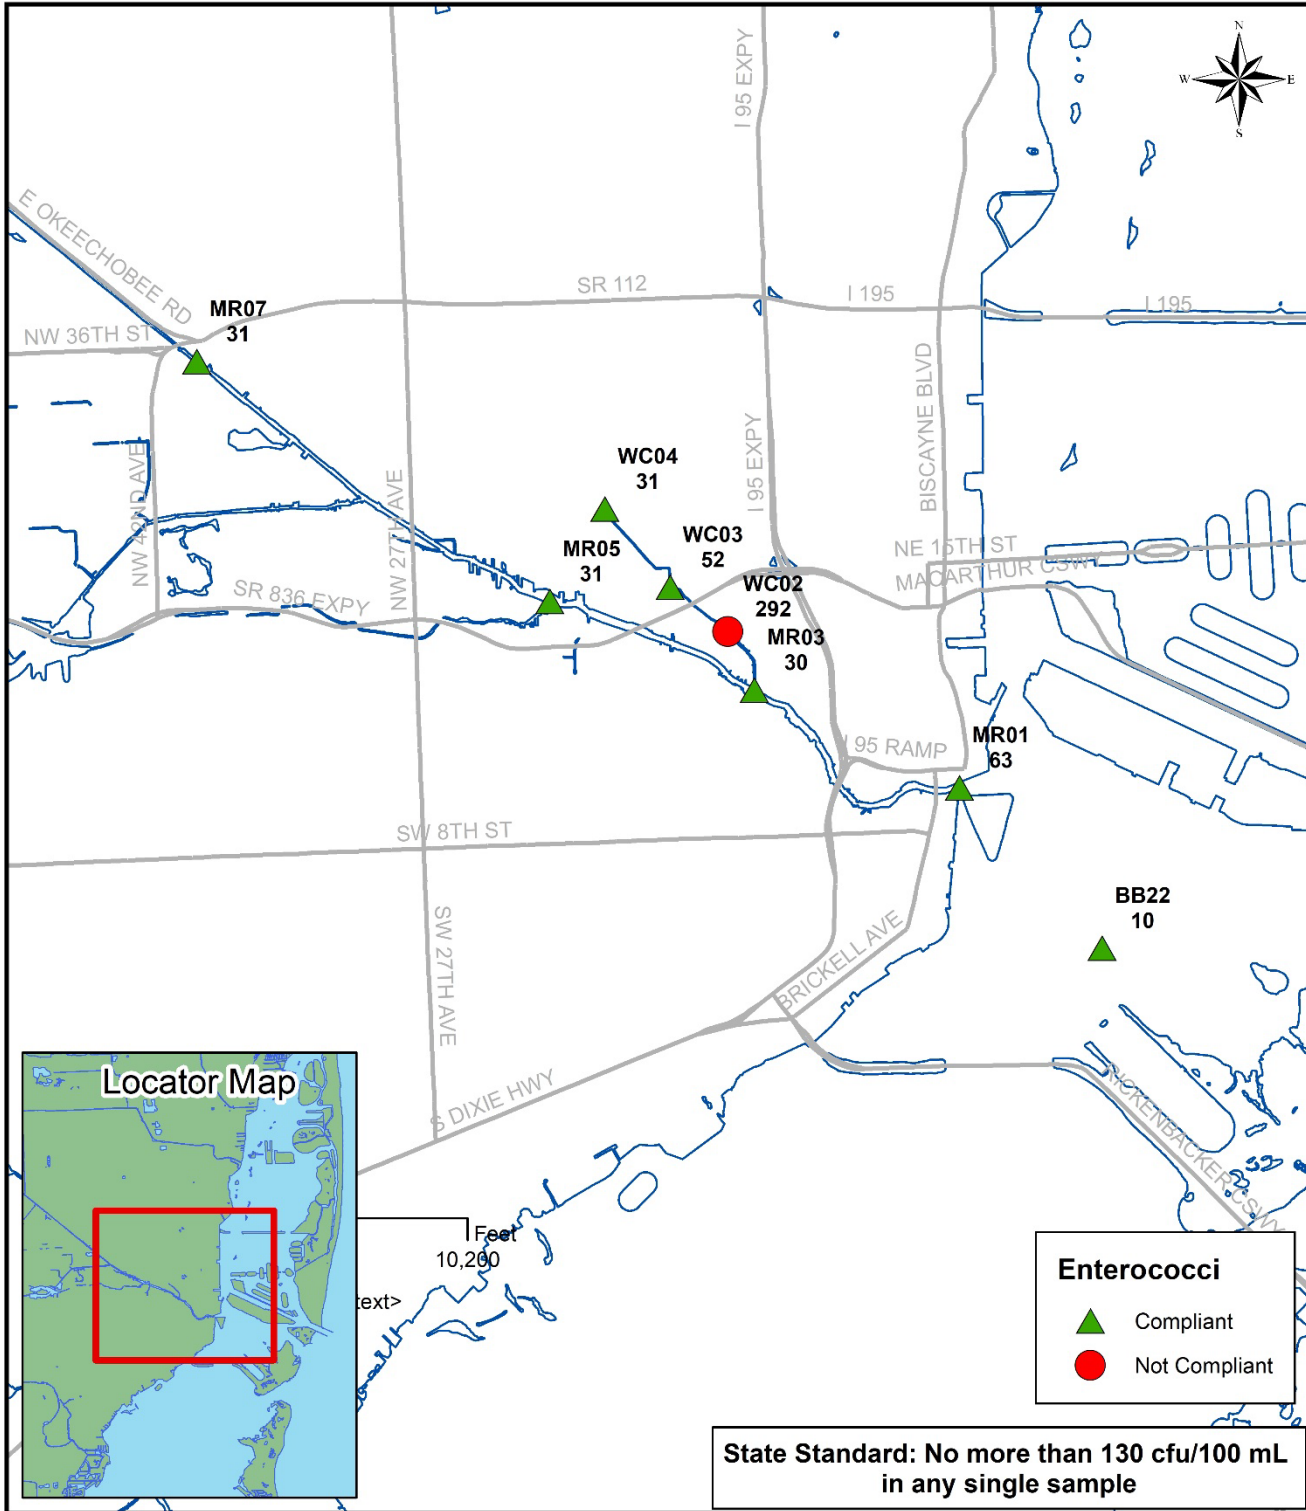 N
W E
S
I 95 EXPY
E OKEECHOBEE RD
SR 112
I 195
I 195
MR07
31
NW 36TH ST
BISCAYNE BLVD
NW 42ND AVE
NW 27TH AVE
I 95 EXPY
WC04
31
WC03
52
MR05
31
NE 15TH ST
MACARTHUR CSWY
SR 836 EXPY
WC02
292
MR03
30
I 95 RAMP
MR01
63
SW 8TH ST
SW 27TH AVE
BB22
10
BRICKELL AVE
S DIXIE HWY
RICKENBACKER CSWY
Locator Map
Feet
10,200
text>
Enterococci
Compliant
Not Compliant
State Standard: No more than 130 cfu/100 mL
in any single sample